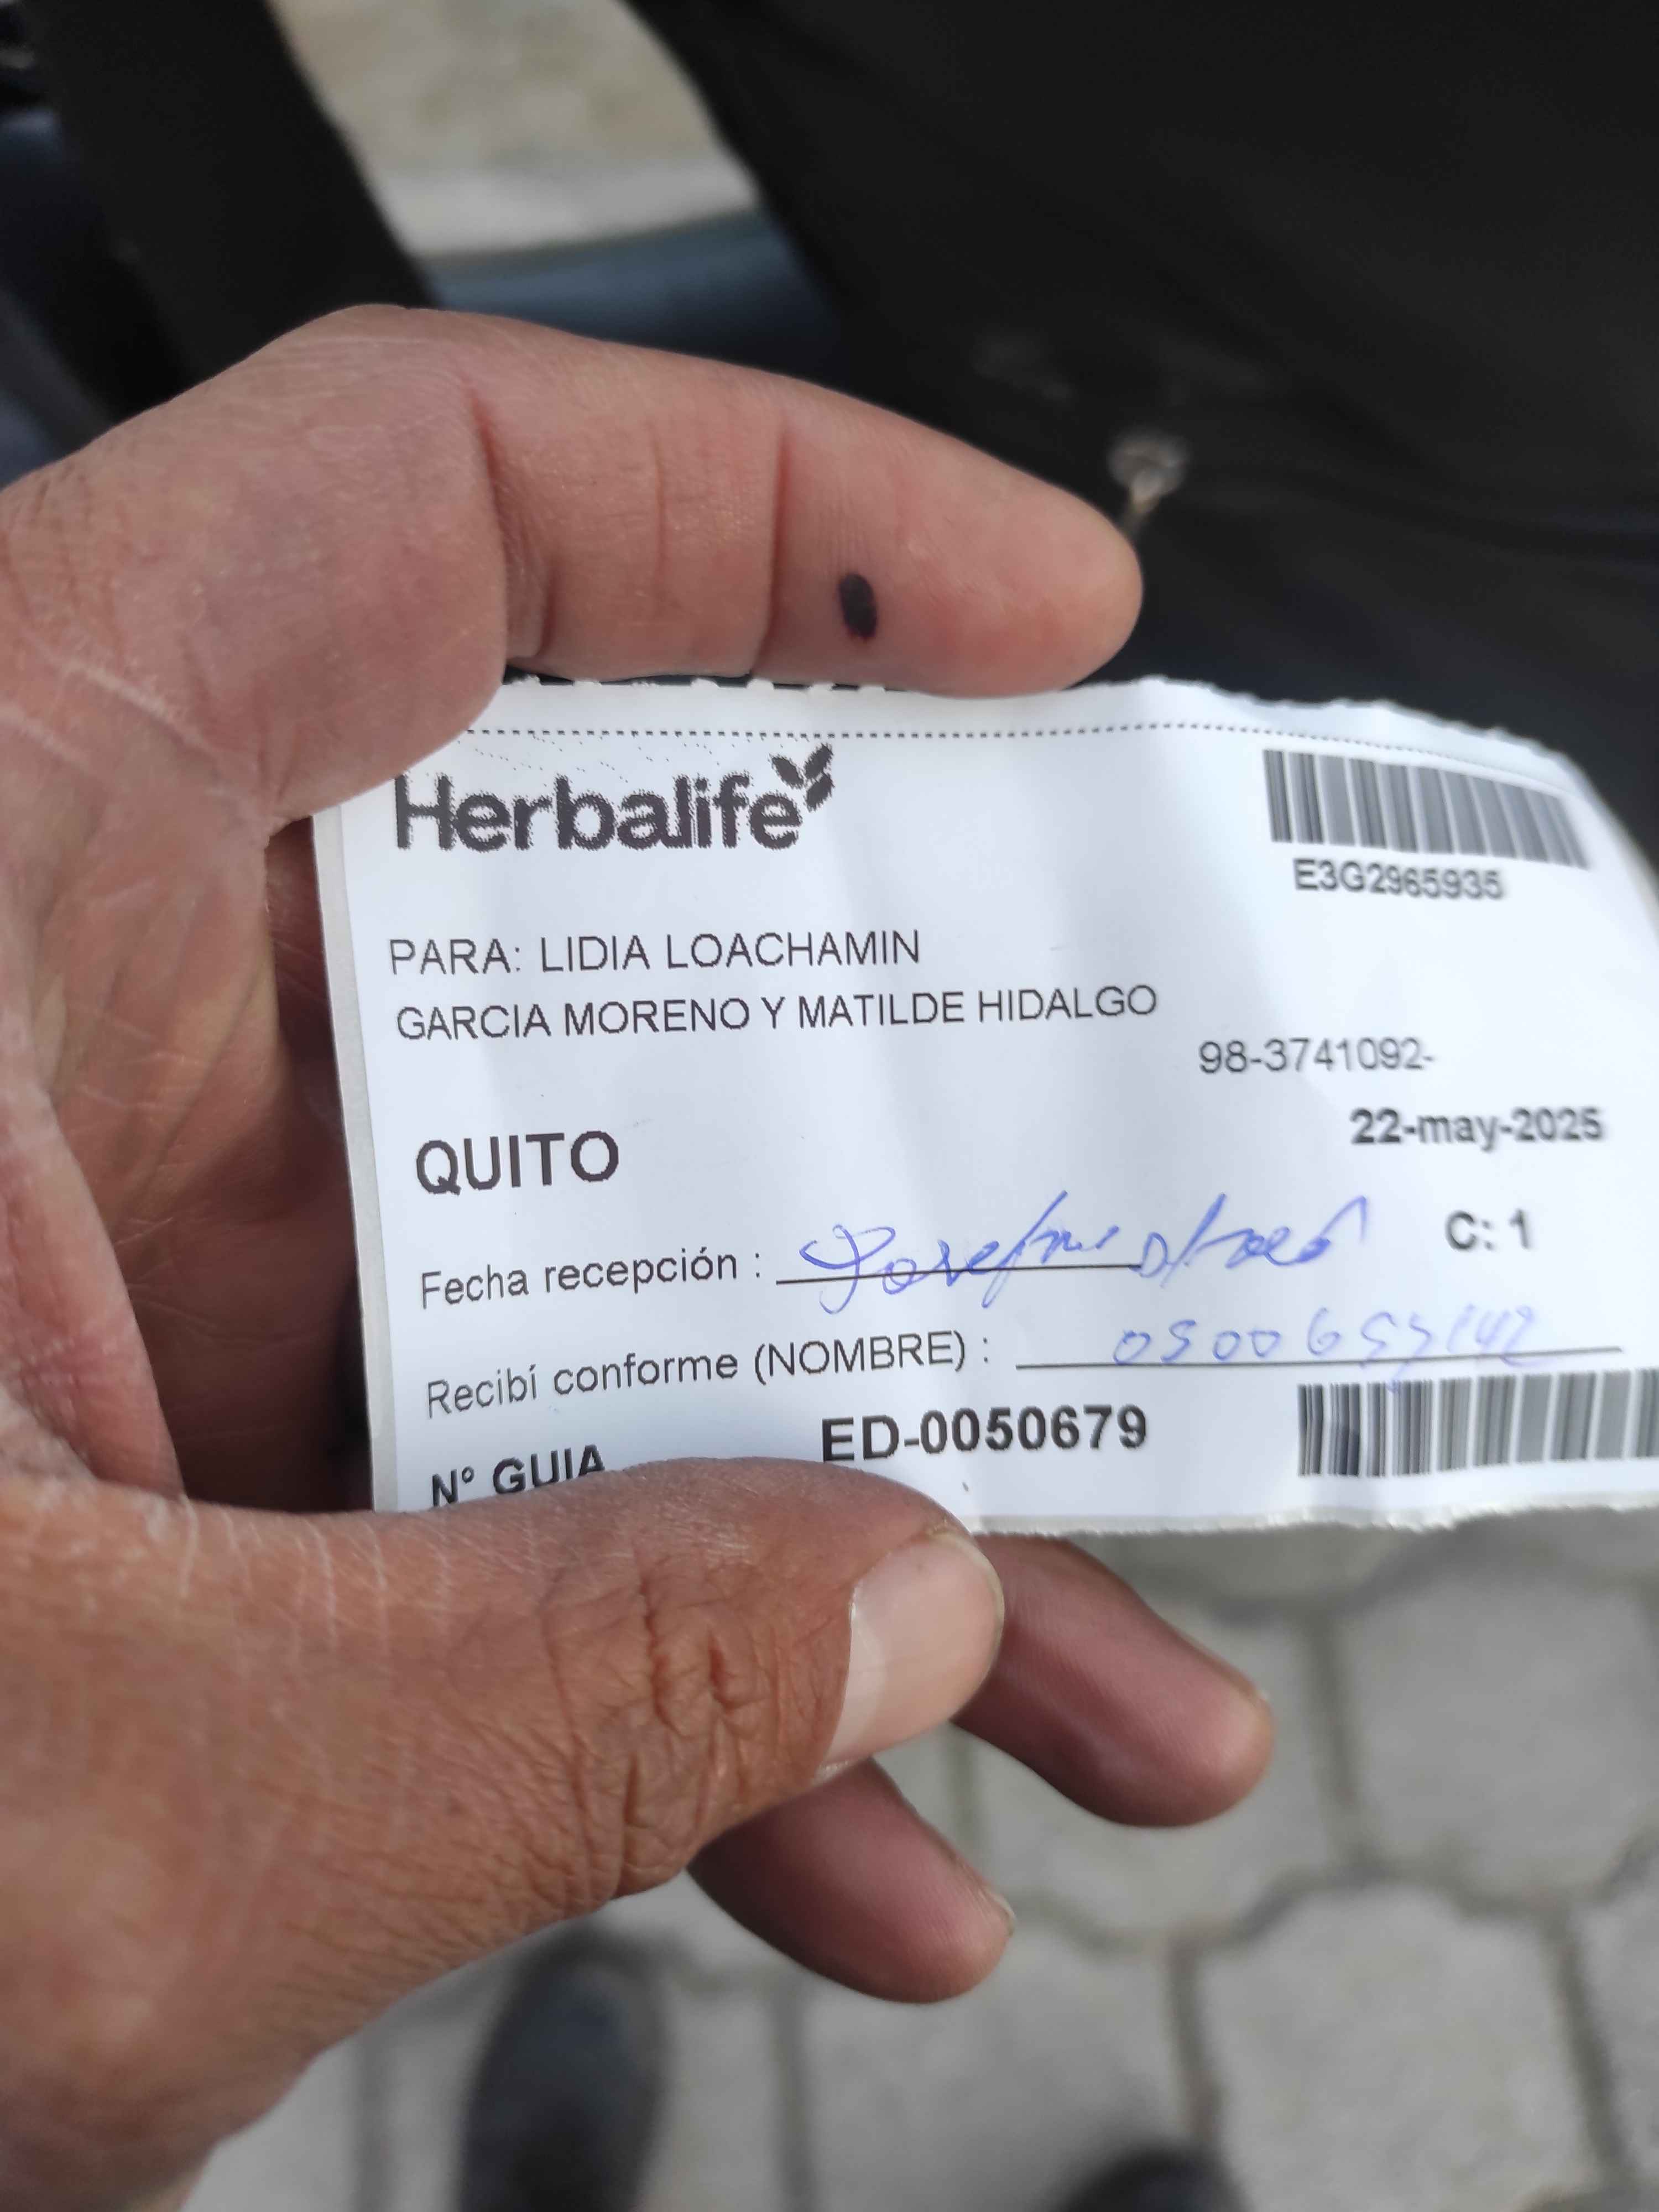 Herbalife
E3G2965935
PARA: LIDIA LOACHAMIN
GARCIA MORENO Y MATILDE HIDALGO
98-3741092-
22-may-2025
QUITO
C: 1
Fecha recepción :
Recibí conforme (NOMBRE) :
Nº GUIA ED-0050679